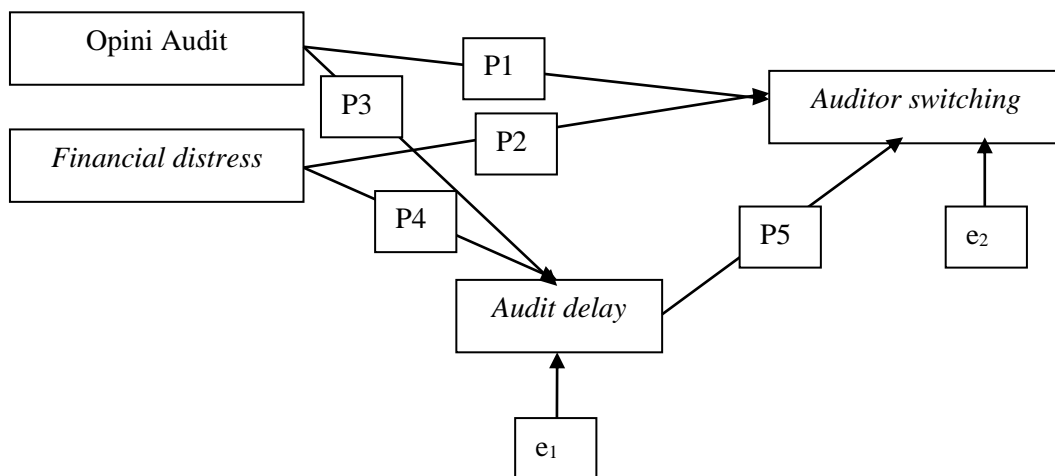 Opini Audit
P1
P3
Auditor switching
Financial distress
P2
P4
P5
e2
Audit delay
e1